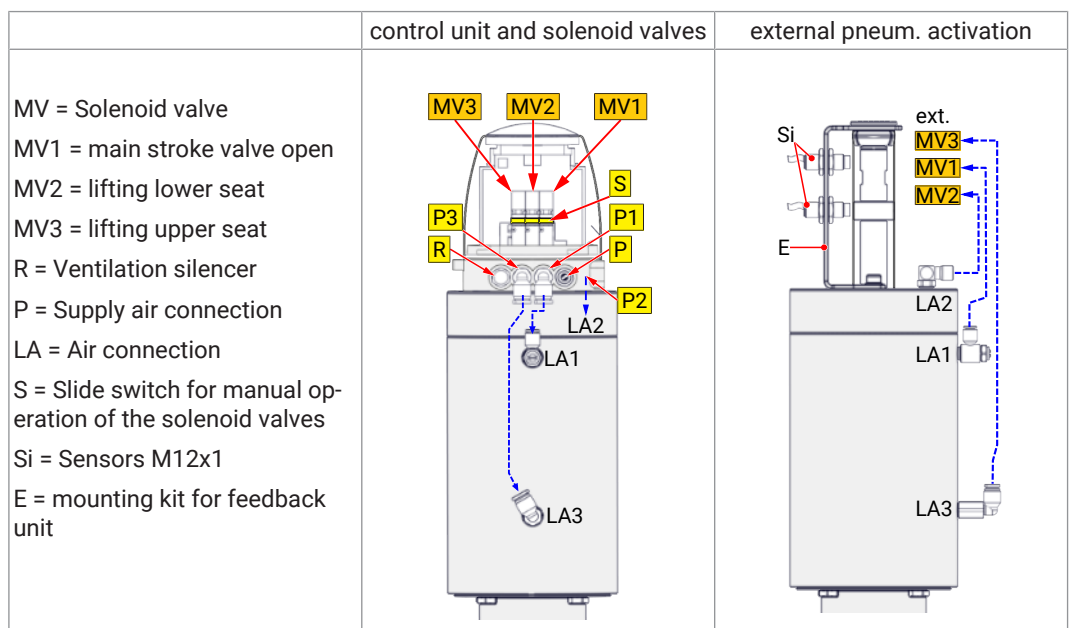 control unit and solenoid valves
external pneum. activation
MV = Solenoid valve
MV1 = main stroke valve open
MV2 = lifting lower seat
MV3 = lifting upper seat
R = Ventilation silencer
P = Supply air connection
LA = Air connection
S = Slide switch for manual op-
eration of the solenoid valves
Si = Sensors M12x1
E = mounting kit for feedback
unit
MV3
MV2
MV1
S
P3
P1
R
P
P2
LA2
LA1
LA3
ext.
Si
MV3
MV1
MV2
E
LA2
LA1
LA3